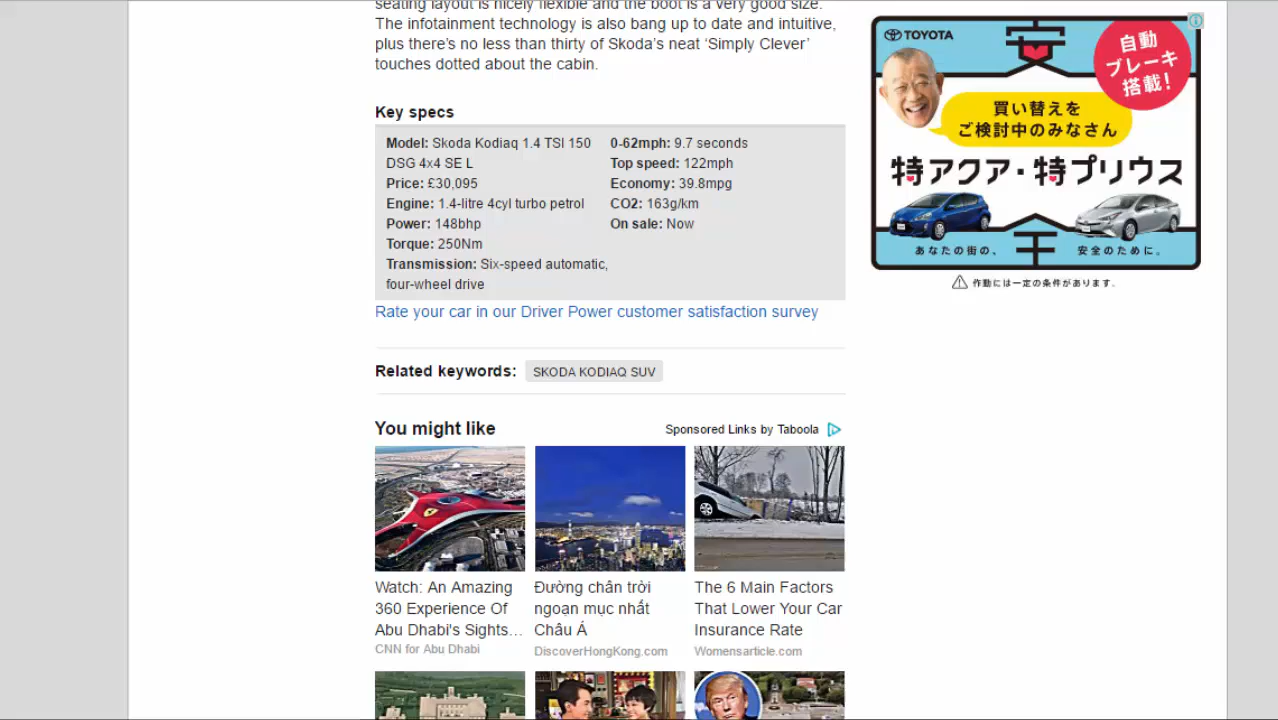 seating layout is nicely flexible and the boot is a very good size.
The infotainment technology is also bang up to date and intuitive,
plus there's no less than thirty of Skoda's neat 'Simply Clever'
touches dotted about the cabin.
Key specs
Model: Skoda Kodiaq 1.4 TSI 150
DSG 4x4 SE L
Price: £30,095
Engine: 1.4-litre 4cyl turbo petrol
Power: 148bhp
Torque: 250Nm
Transmission: Six-speed automatic,
four-wheel drive
0-62mph: 9.7 seconds
Top speed: 122mph
Economy: 39.8mpg
CO2: 163g/km
On sale: Now
Rate your car in our Driver Power customer satisfaction survey
Related keywords: SKODA KODIAQ SUV
You might like
Sponsored Links by Taboola
Watch: An Amazing
360 Experience Of
Abu Dhabi's Sights…
CNN for Abu Dhabi
Đường chân trời
ngoạn mục nhất
Châu Á
DiscoverHongKong.com
The 6 Main Factors
That Lower Your Car
Insurance Rate
Womensarticle.com
TOYOTA
安
自動
ブレーキ
搭載!
買い替えを
ご検討中のみなさん
特アクア・特プリウス
あなたの街の、
全
安全のために。
作動には一定の条件があります.